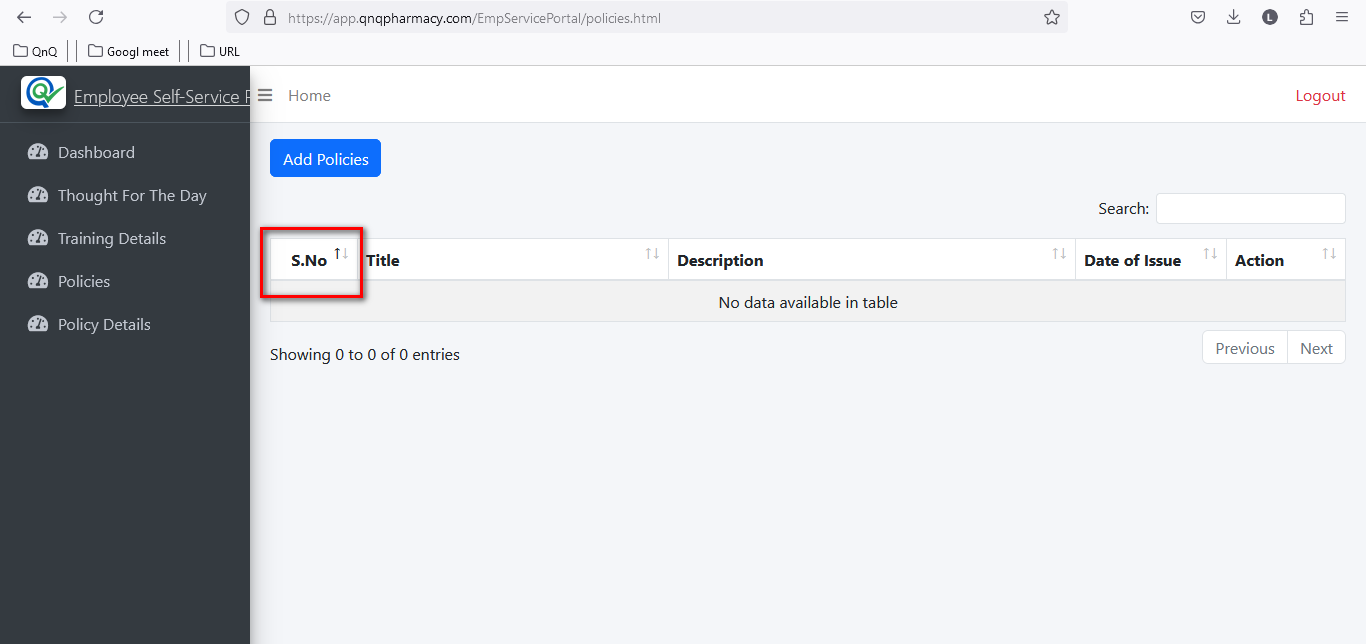 https://app.qnqpharmacy.com/EmpServicePortal/policies.html
L
QnQ
Googl meet
URL
Employee Self-Service P
Home
Logout
Dashboard
Thought For The Day
Training Details
Policies
Policy Details
Add Policies
Search:
S.No Title Description Date of Issue Action
No data available in table
Showing 0 to 0 of 0 entries
Previous Next